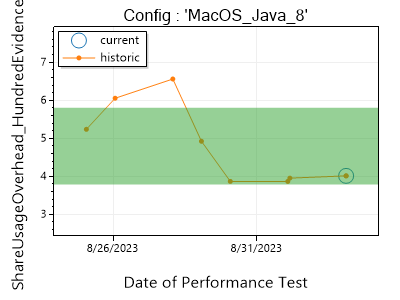 Config : 'MacOS_Java_8'
current
historic
ShareUsageOverhead_HundredEvidence
7
6
5
4
3
8/26/2023
8/31/2023
Date of Performance Test